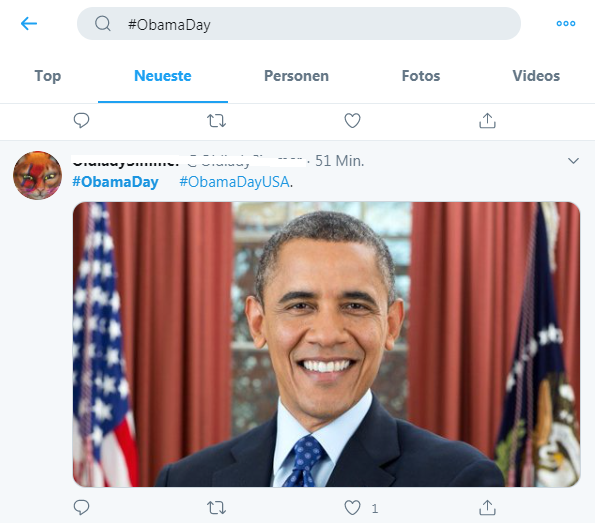 #ObamaDay
Top Neueste Personen Fotos Videos
· 51 Min.
#ObamaDay #ObamaDayUSA.
1